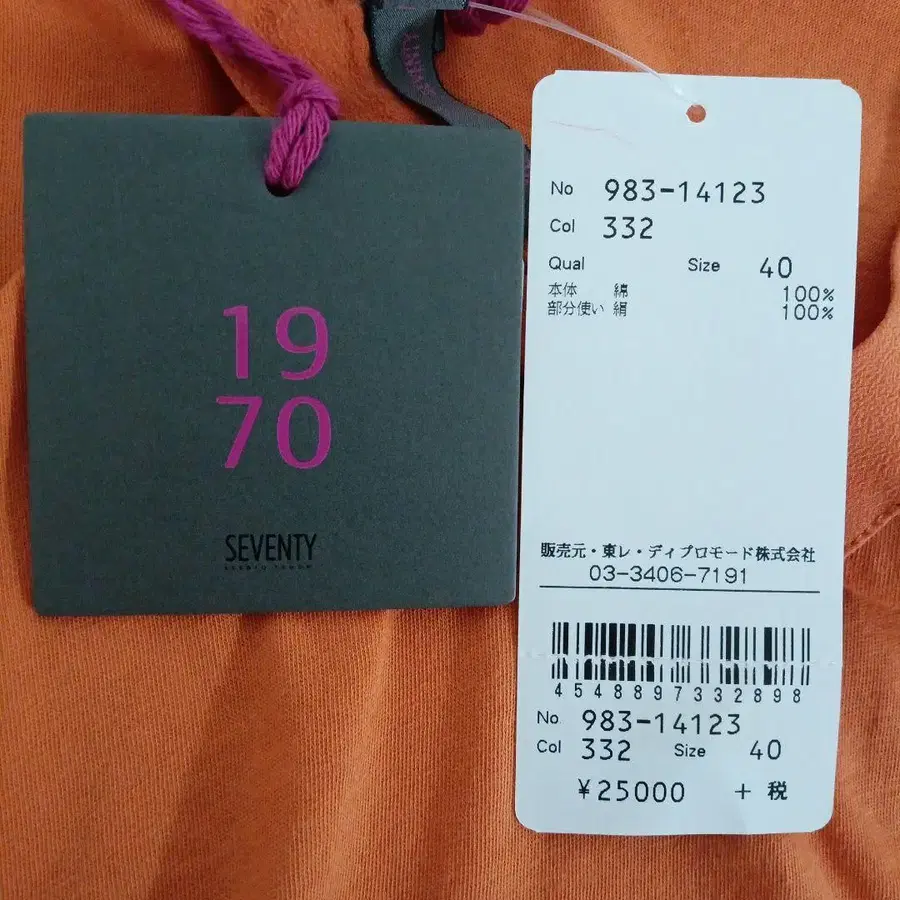 19
70
SEVENTY
No 983-14123
Col 332
Qual Size 40
本体 綿 100%
部分使い 絹 100%
販売元・東レ・ディプロモード株式会社
03-3406-7191
4548897332898
No. 983-14123
Col 332 Size 40
¥25000 + 税